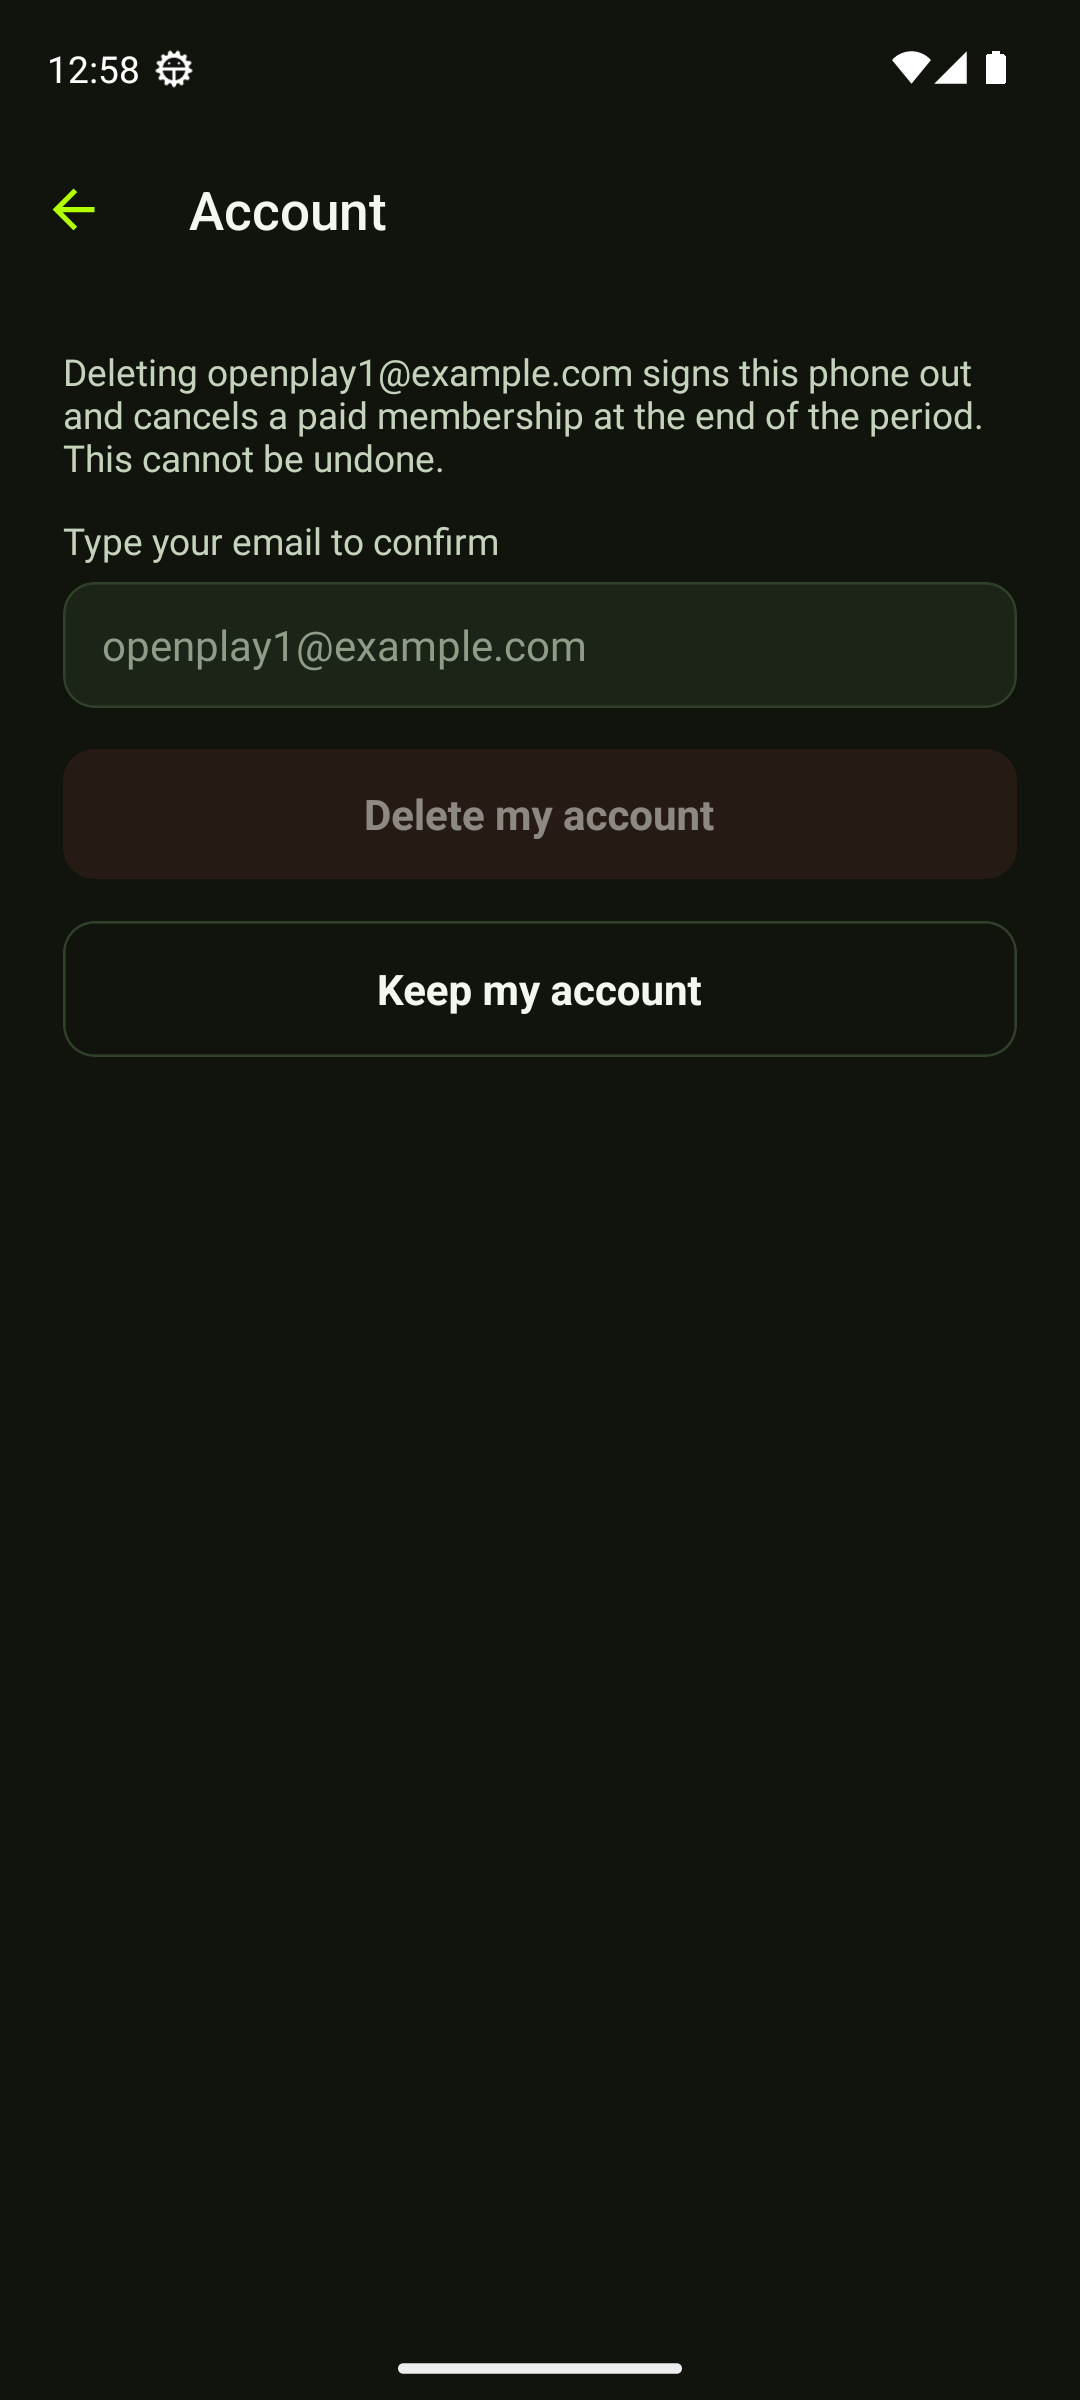 12:58
Account
Deleting openplay1@example.com signs this phone out
and cancels a paid membership at the end of the period.
This cannot be undone.
Type your email to confirm
openplay1@example.com
Delete my account
Keep my account